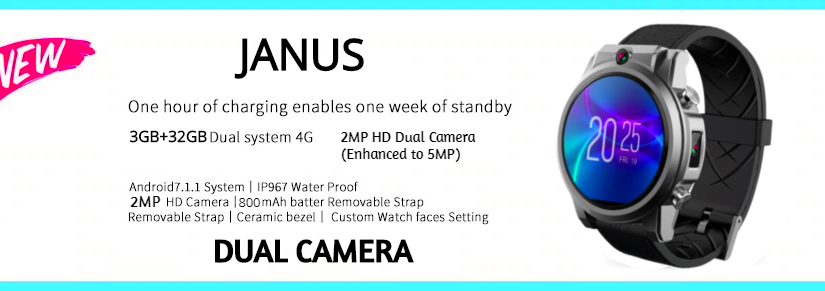 NEW
JANUS
One hour of charging enables one week of standby
3GB+32GB Dual system 4G
2MP HD Dual Camera
(Enhanced to 5MP)
Android7.1.1 System | IP967 Water Proof
2MP HD Camera |800mAh batter Removable Strap
Removable Strap | Ceramic bezel | Custom Watch faces Setting
DUAL CAMERA
20 25
FRI 19